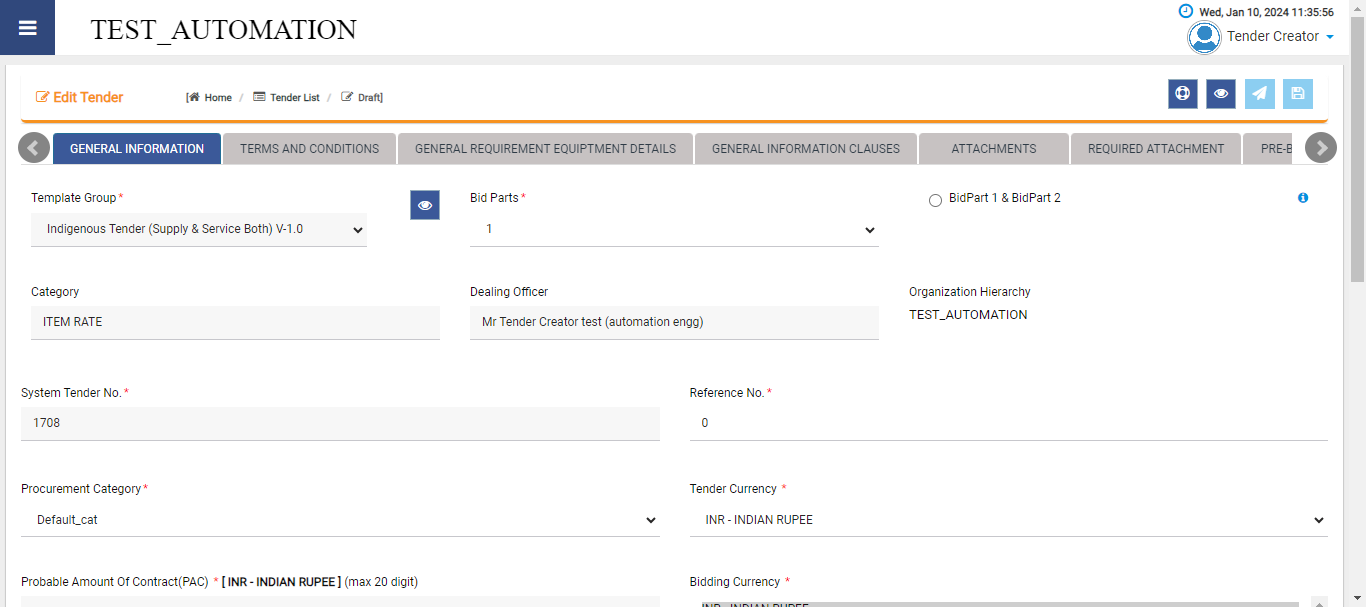 TEST_AUTOMATION
Wed, Jan 10, 2024 11:35:56
Tender Creator
Edit Tender
[ Home / Tender List / Draft]
GENERAL INFORMATION TERMS AND CONDITIONS GENERAL REQUIREMENT EQUIPTMENT DETAILS GENERAL INFORMATION CLAUSES ATTACHMENTS REQUIRED ATTACHMENT PRE-B
Template Group * Bid Parts * BidPart 1 & BidPart 2
Indigenous Tender (Supply & Service Both) V-1.0 1
Category Dealing Officer Organization Hierarchy
ITEM RATE Mr Tender Creator test (automation engg) TEST_AUTOMATION
System Tender No. * Reference No. *
1708 0
Procurement Category * Tender Currency *
Default_cat INR - INDIAN RUPEE
Probable Amount Of Contract(PAC) * [ INR - INDIAN RUPEE ] (max 20 digit) Bidding Currency *
INR - INDIAN RUPEE